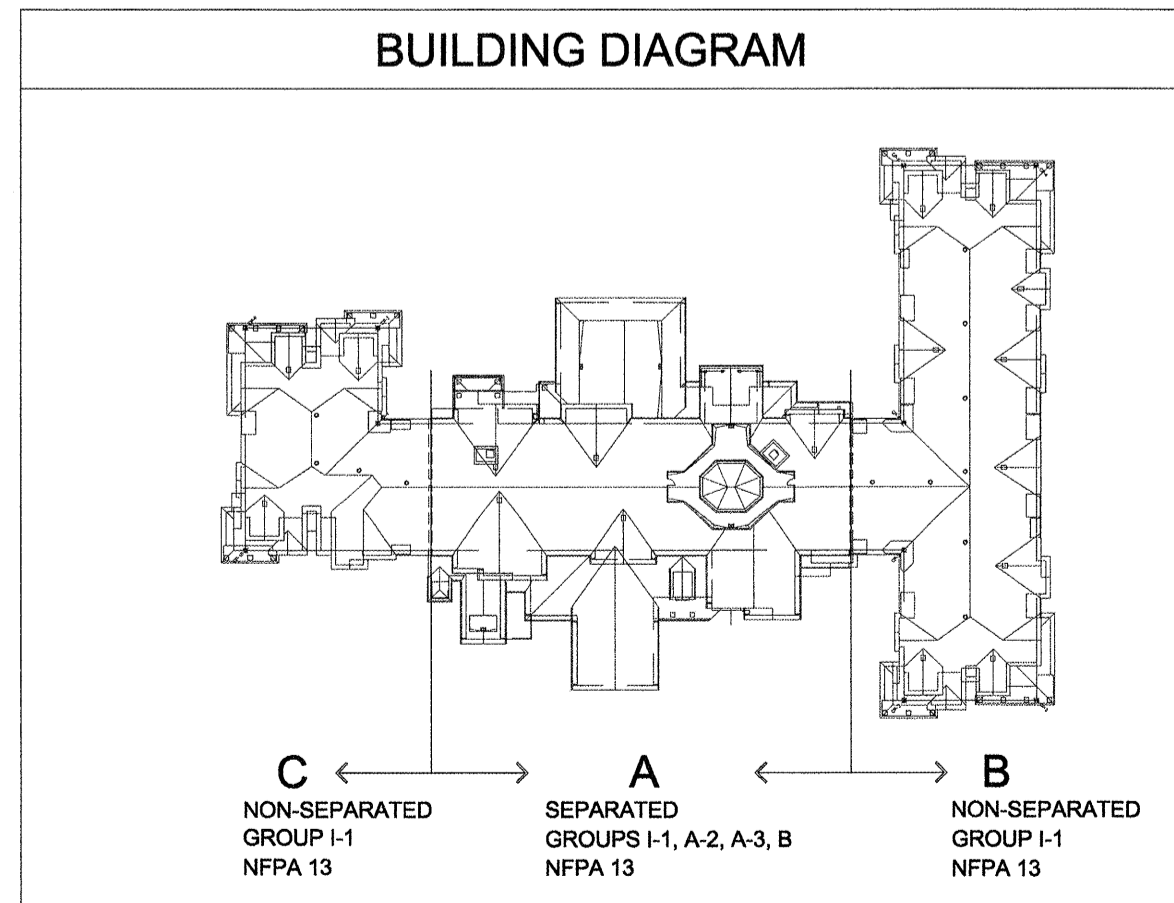 BUILDING DIAGRAM
C
NON-SEPARATED
GROUP I-1
NFPA 13
A
SEPARATED
GROUPS I-1, A-2, A-3, B
NFPA 13
B
NON-SEPARATED
GROUP I-1
NFPA 13